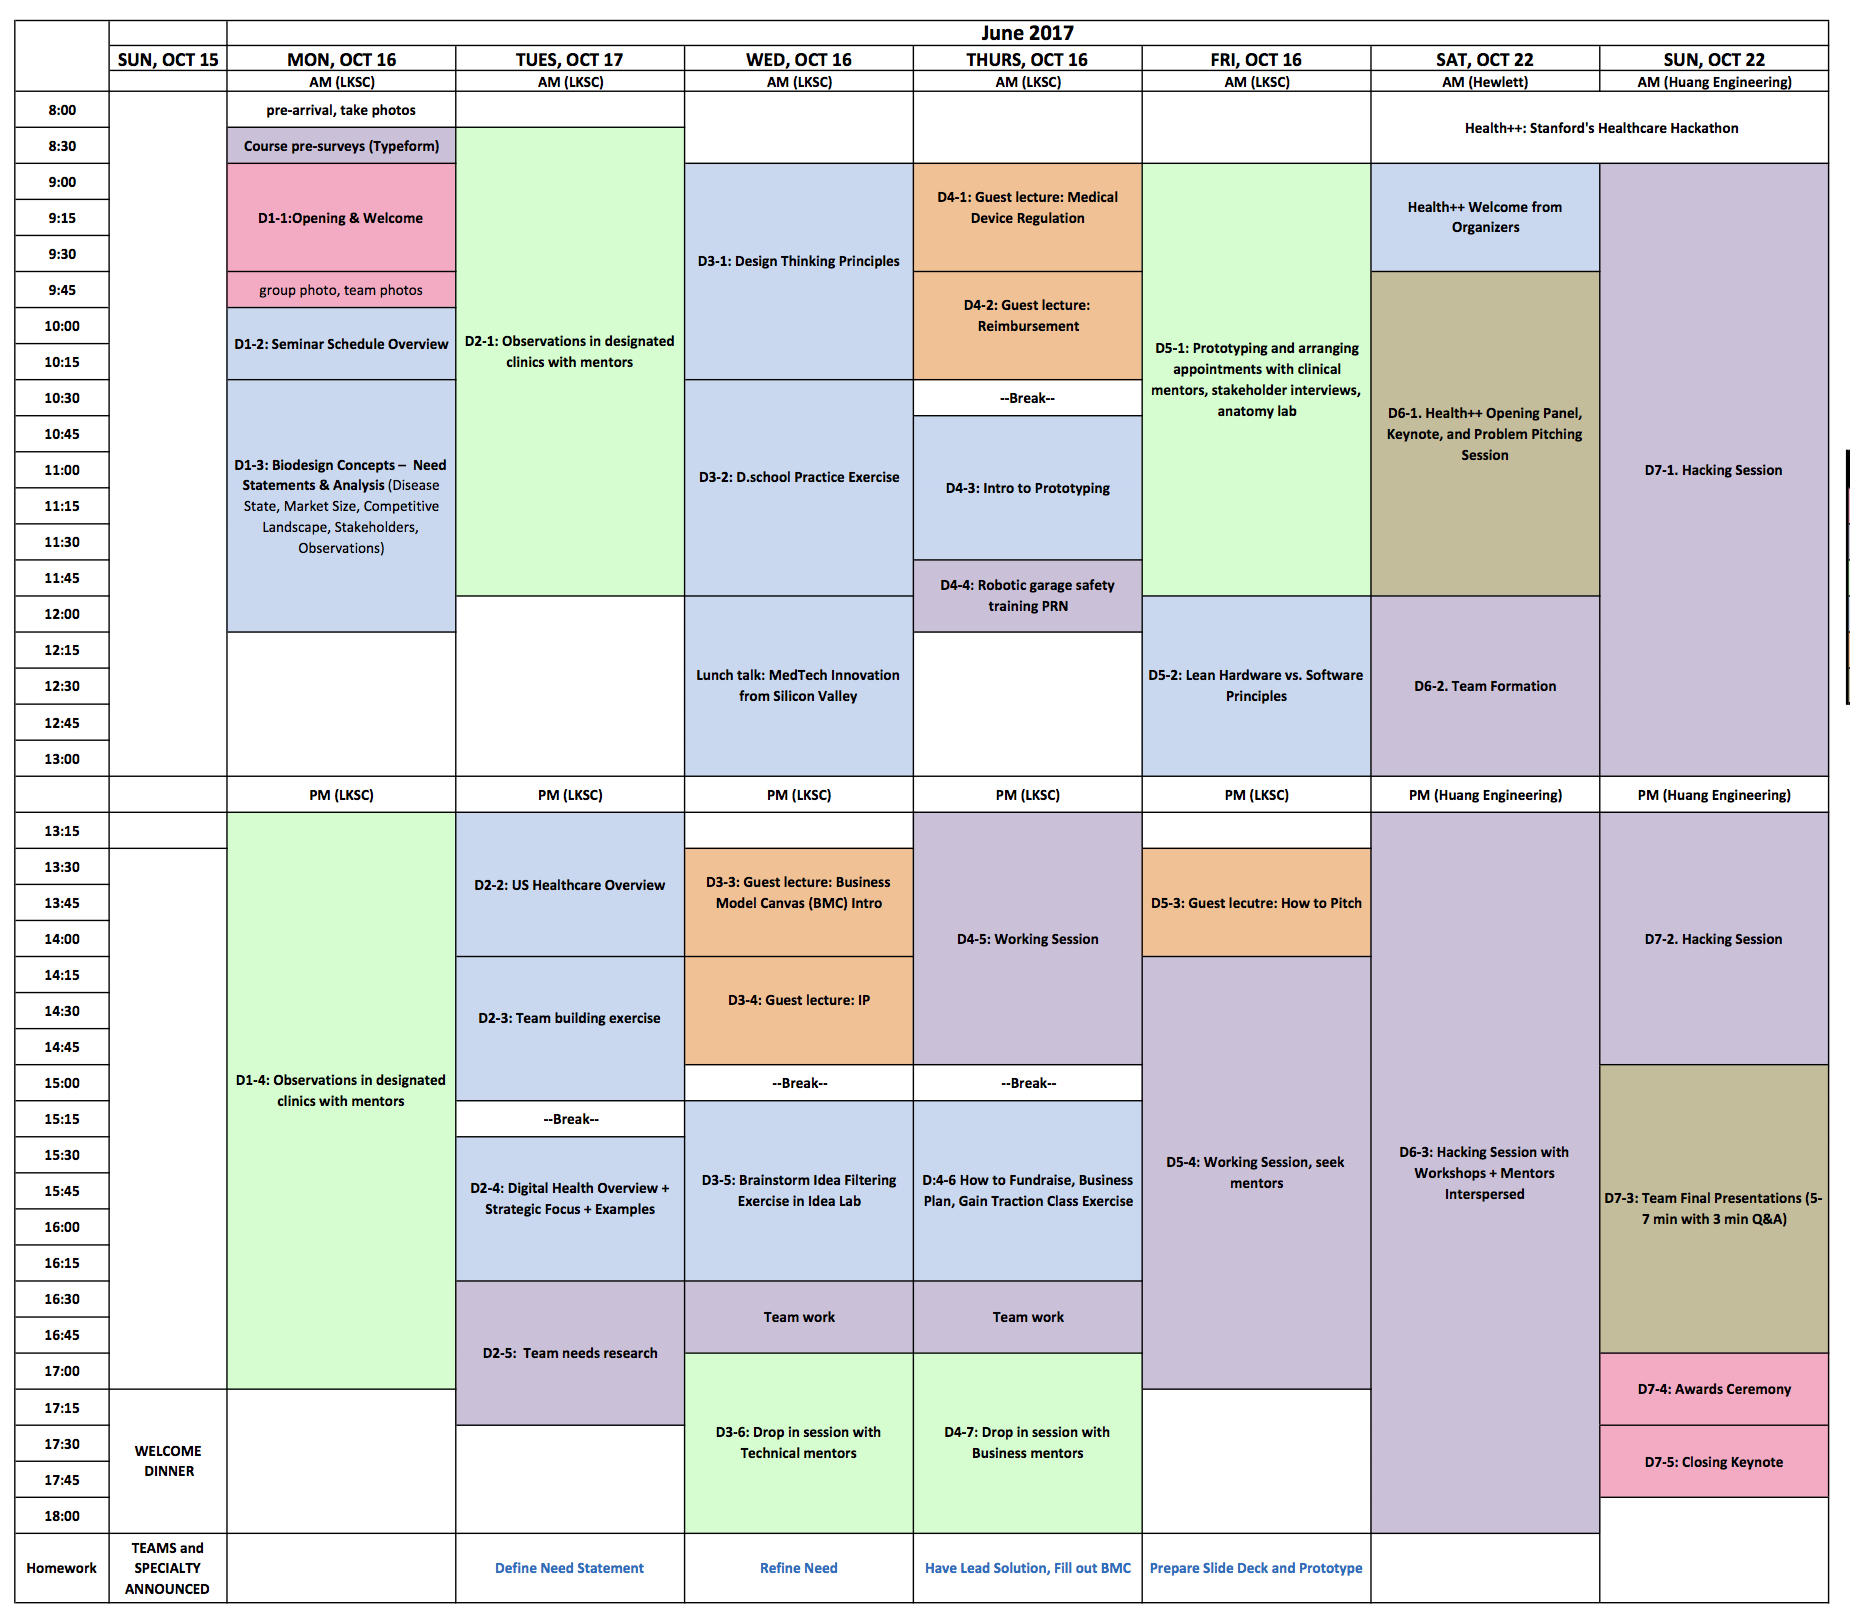 June 2017
SUN, OCT 15
MON, OCT 16
TUES, OCT 17
WED, OCT 16
THURS, OCT 16
FRI, OCT 16
SAT, OCT 22
SUN, OCT 22
AM (LKSC)
AM (LKSC)
AM (LKSC)
AM (LKSC)
AM (LKSC)
AM (Hewlett)
AM (Huang Engineering)
8:00
8:30
9:00
9:15
9:30
9:45
10:00
10:15
10:30
10:45
11:00
11:15
11:30
11:45
12:00
12:15
12:30
12:45
13:00
pre-arrival, take photos
Course pre-surveys (Typeform)
D1-1:Opening & Welcome
group photo, team photos
D1-2: Seminar Schedule Overview
D1-3: Biodesign Concepts – Need
Statements & Analysis (Disease
State, Market Size, Competitive
Landscape, Stakeholders,
Observations)
D2-1: Observations in designated
clinics with mentors
D3-1: Design Thinking Principles
D3-2: D.school Practice Exercise
Lunch talk: MedTech Innovation
from Silicon Valley
D4-1: Guest lecture: Medical
Device Regulation
D4-2: Guest lecture:
Reimbursement
--Break--
D4-3: Intro to Prototyping
D4-4: Robotic garage safety
training PRN
D5-1: Prototyping and arranging
appointments with clinical
mentors, stakeholder interviews,
anatomy lab
D5-2: Lean Hardware vs. Software
Principles
Health++: Stanford's Healthcare Hackathon
Health++ Welcome from
Organizers
D6-1. Health++ Opening Panel,
Keynote, and Problem Pitching
Session
D6-2. Team Formation
D7-1. Hacking Session
PM (LKSC)
PM (LKSC)
PM (LKSC)
PM (LKSC)
PM (LKSC)
PM (Huang Engineering)
PM (Huang Engineering)
13:15
13:30
13:45
14:00
14:15
14:30
14:45
15:00
15:15
15:30
15:45
16:00
16:15
16:30
16:45
17:00
17:15
17:30
17:45
18:00
WELCOME
DINNER
D1-4: Observations in designated
clinics with mentors
D2-2: US Healthcare Overview
D2-3: Team building exercise
--Break--
D2-4: Digital Health Overview +
Strategic Focus + Examples
D2-5: Team needs research
D3-3: Guest lecture: Business
Model Canvas (BMC) Intro
D3-4: Guest lecture: IP
--Break--
D3-5: Brainstorm Idea Filtering
Exercise in Idea Lab
Team work
D3-6: Drop in session with
Technical mentors
D4-5: Working Session
--Break--
D:4-6 How to Fundraise, Business
Plan, Gain Traction Class Exercise
Team work
D4-7: Drop in session with
Business mentors
D5-3: Guest lecutre: How to Pitch
D5-4: Working Session, seek
mentors
D6-3: Hacking Session with
Workshops + Mentors
Interspersed
D7-2. Hacking Session
D7-3: Team Final Presentations (5-
7 min with 3 min Q&A)
D7-4: Awards Ceremony
D7-5: Closing Keynote
Homework
TEAMS and
SPECIALTY
ANNOUNCED
Define Need Statement
Refine Need
Have Lead Solution, Fill out BMC
Prepare Slide Deck and Prototype